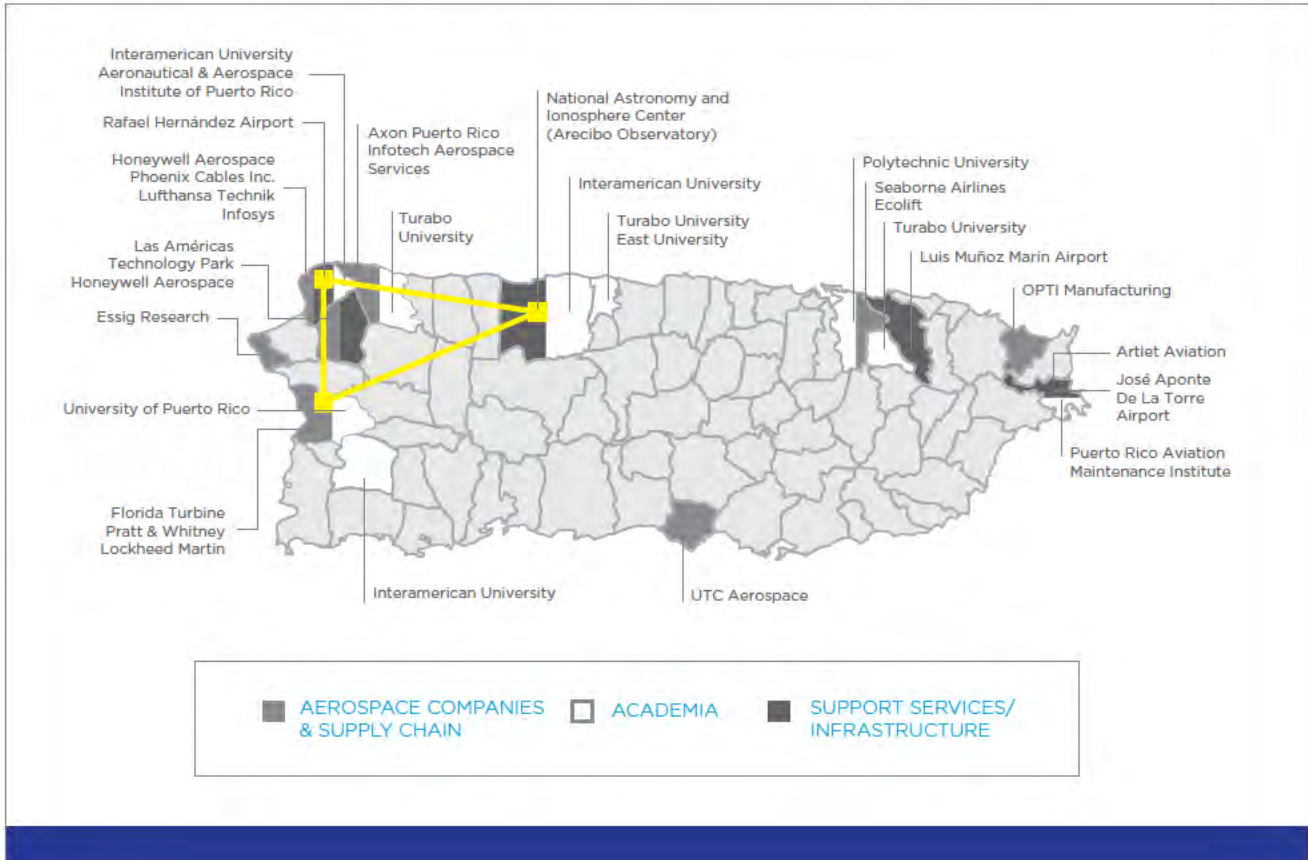 Interamerican University
Aeronautical & Aerospace
Institute of Puerto Rico
Rafael Hernández Airport
Honeywell Aerospace
Phoenix Cables Inc.
Lufthansa Technik
Infosys
Las Américas
Technology Park
Honeywell Aerospace
Essig Research
University of Puerto Rico
Florida Turbine
Pratt & Whitney
Lockheed Martin
Axon Puerto Rico
Infotech Aerospace
Services
Turabo
University
National Astronomy and
Ionosphere Center
(Arecibo Observatory)
Interamerican University
Turabo University
East University
Polytechnic University
Seaborne Airlines
Ecolift
Turabo University
Luis Muñoz Marín Airport
OPTI Manufacturing
Artlet Aviation
José Aponte
De La Torre
Airport
Puerto Rico Aviation
Maintenance Institute
Interamerican University
UTC Aerospace
AEROSPACE COMPANIES
& SUPPLY CHAIN
ACADEMIA
SUPPORT SERVICES/
INFRASTRUCTURE